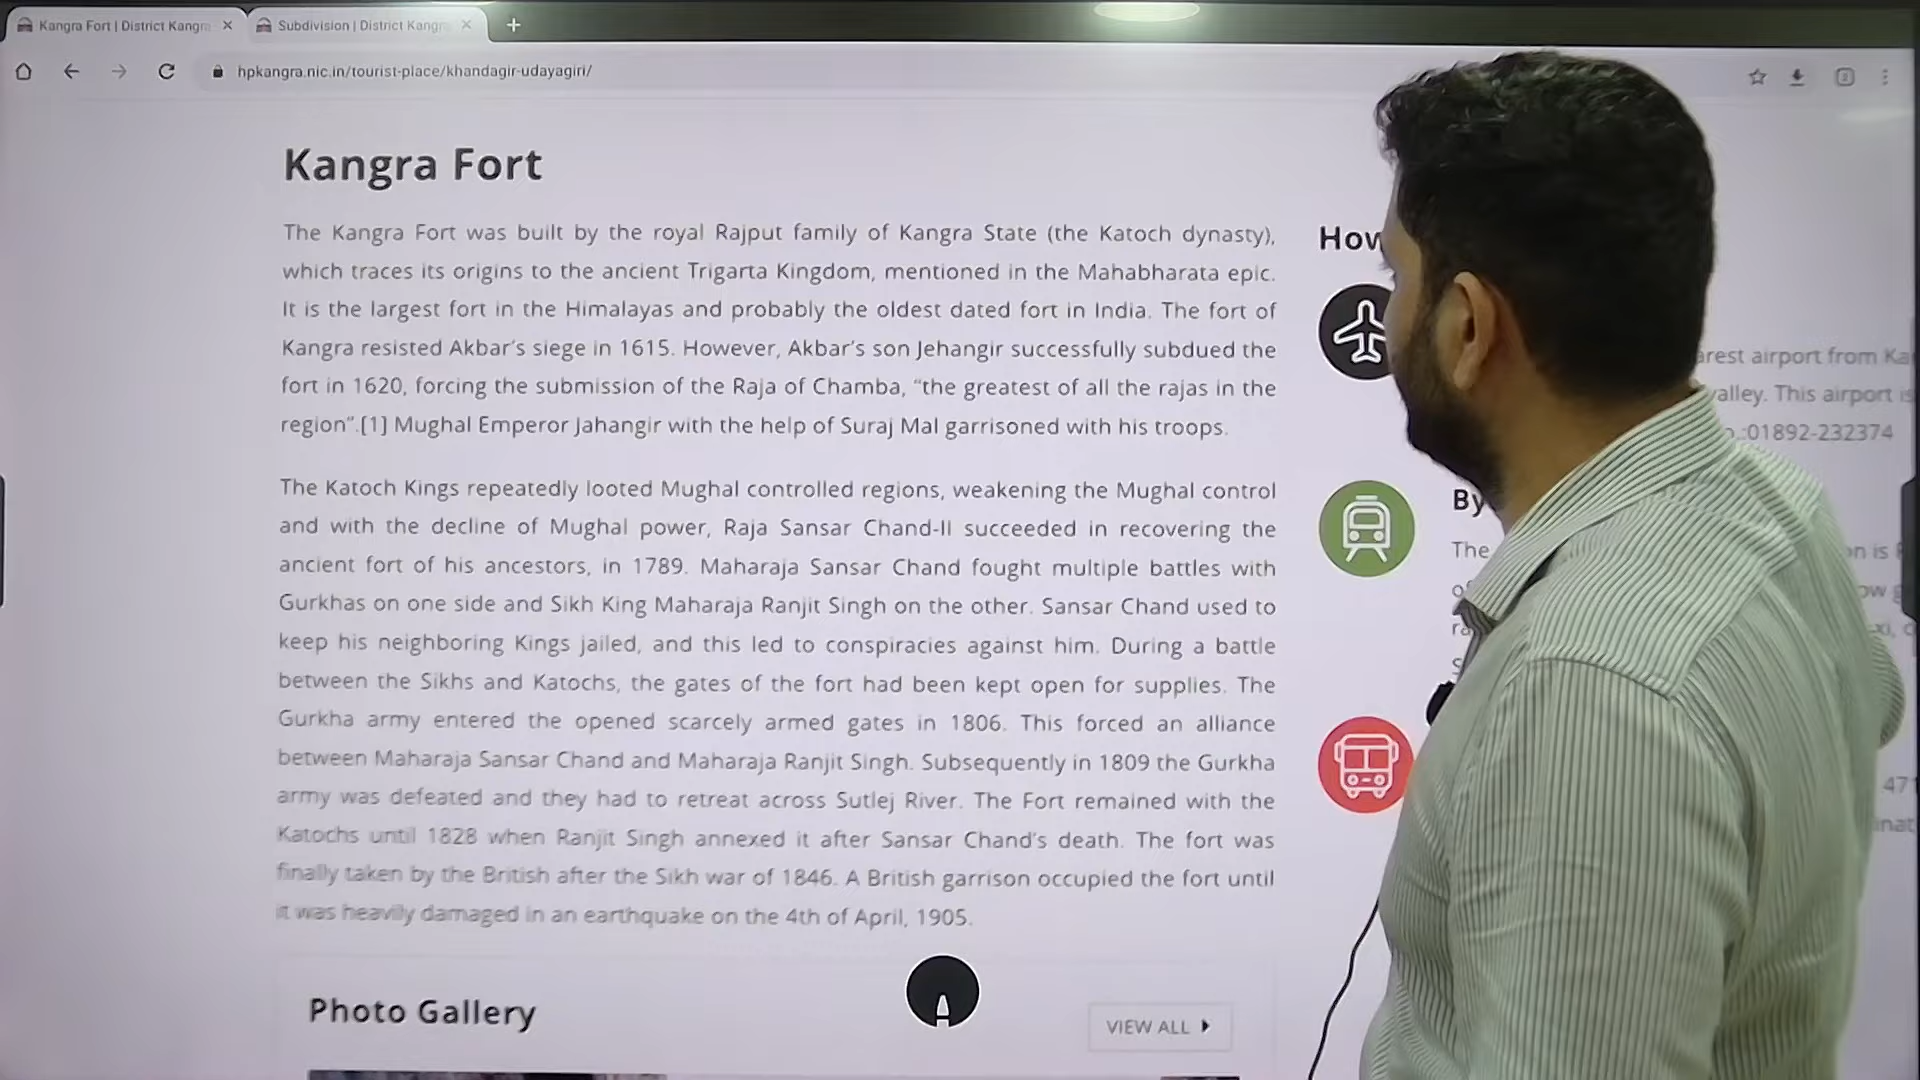 Kangra Fort | District Kangra
Subdivision | District Kangra
hpkangra.nic.in/tourist-place/khandagir-udayagiri/
Kangra Fort
The Kangra Fort was built by the royal Rajput family of Kangra State (the Katoch dynasty),
which traces its origins to the ancient Trigarta Kingdom, mentioned in the Mahabharata epic.
It is the largest fort in the Himalayas and probably the oldest dated fort in India. The fort of
Kangra resisted Akbar's siege in 1615. However, Akbar's son Jehangir successfully subdued the
fort in 1620, forcing the submission of the Raja of Chamba, “the greatest of all the rajas in the
region”.[1] Mughal Emperor Jahangir with the help of Suraj Mal garrisoned with his troops.
The Katoch Kings repeatedly looted Mughal controlled regions, weakening the Mughal control
and with the decline of Mughal power, Raja Sansar Chand-II succeeded in recovering the
ancient fort of his ancestors, in 1789. Maharaja Sansar Chand fought multiple battles with
Gurkhas on one side and Sikh King Maharaja Ranjit Singh on the other. Sansar Chand used to
keep his neighboring Kings jailed, and this led to conspiracies against him. During a battle
between the Sikhs and Katochs, the gates of the fort had been kept open for supplies. The
Gurkha army entered the opened scarcely armed gates in 1806. This forced an alliance
between Maharaja Sansar Chand and Maharaja Ranjit Singh. Subsequently in 1809 the Gurkha
army was defeated and they had to retreat across Sutlej River. The Fort remained with the
Katochs until 1828 when Ranjit Singh annexed it after Sansar Chand's death. The fort was
finally taken by the British after the Sikh war of 1846. A British garrison occupied the fort until
it was heavily damaged in an earthquake on the 4th of April, 1905.
Photo Gallery
VIEW ALL
How
airport from
valley. This airport is
:01892-232374
By
The
is
47